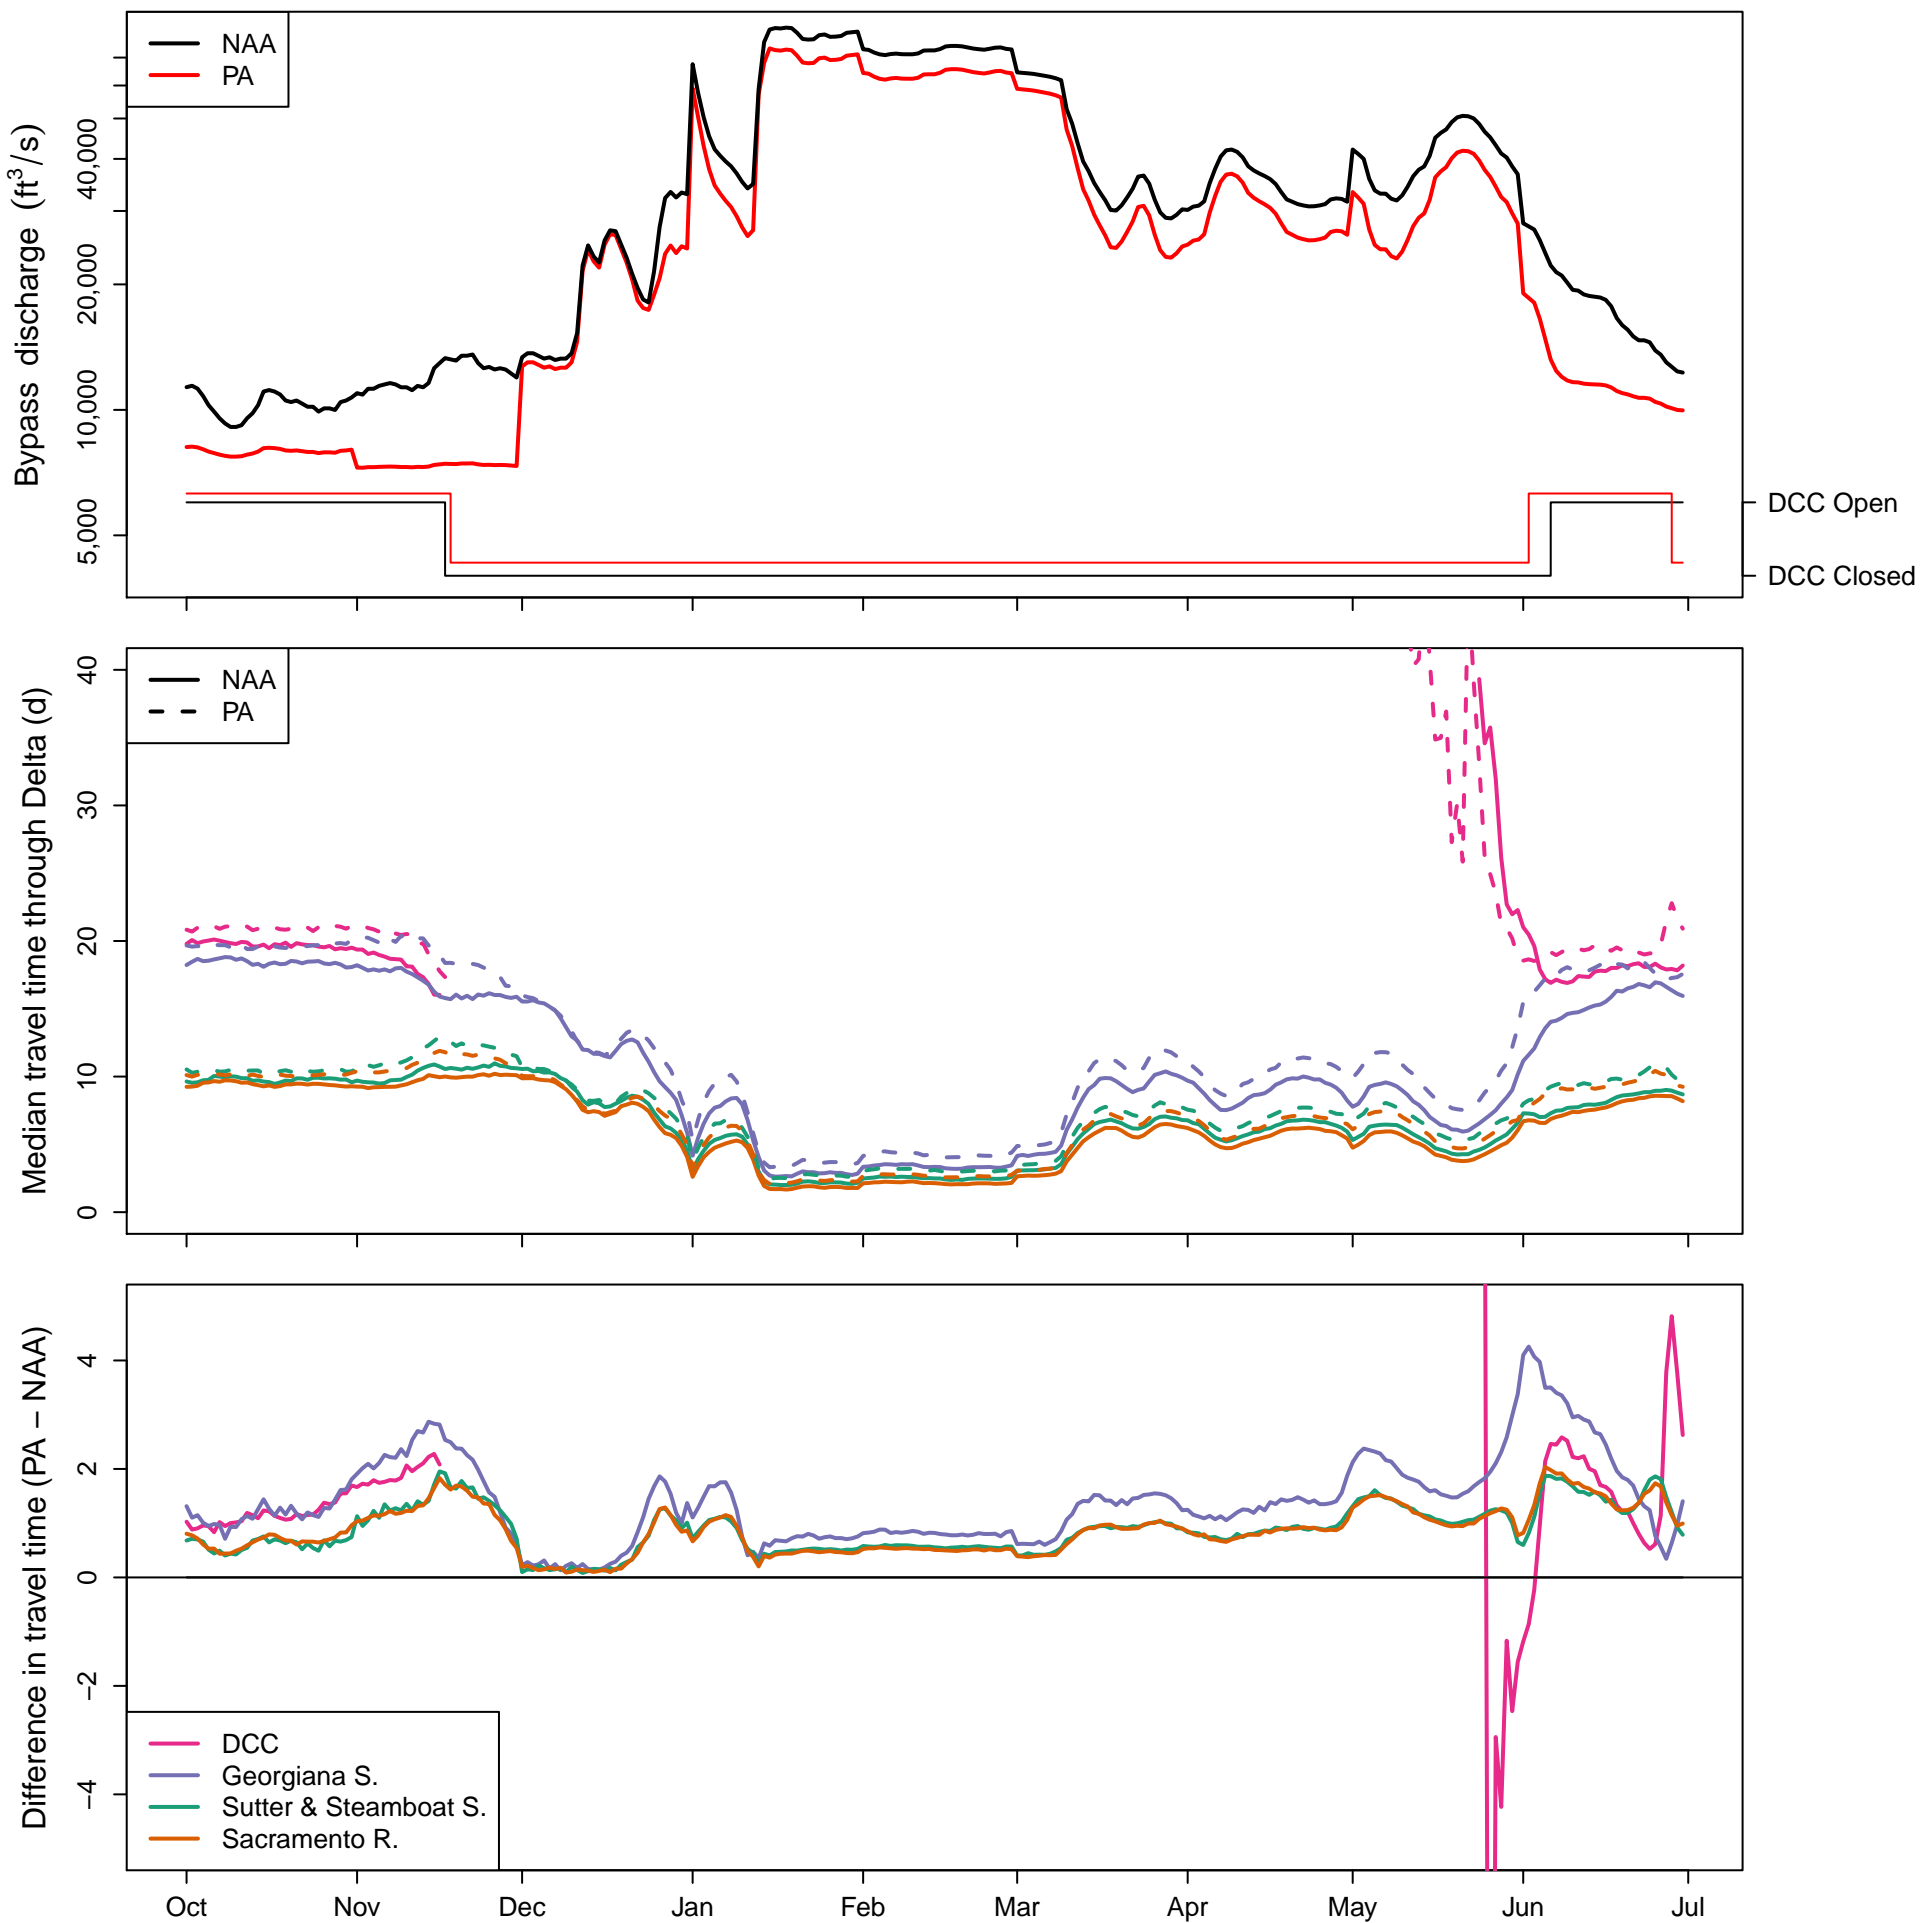 NAA
PA
Bypass discharge (ft³/s)
40,000
20,000
10,000
5,000
DCC Open
DCC Closed
NAA
PA
Median travel time through Delta (d)
40
30
20
10
0
Difference in travel time (PA − NAA)
4
2
0
−2
−4
DCC
Georgiana S.
Sutter & Steamboat S.
Sacramento R.
Oct Nov Dec Jan Feb Mar Apr May Jun Jul